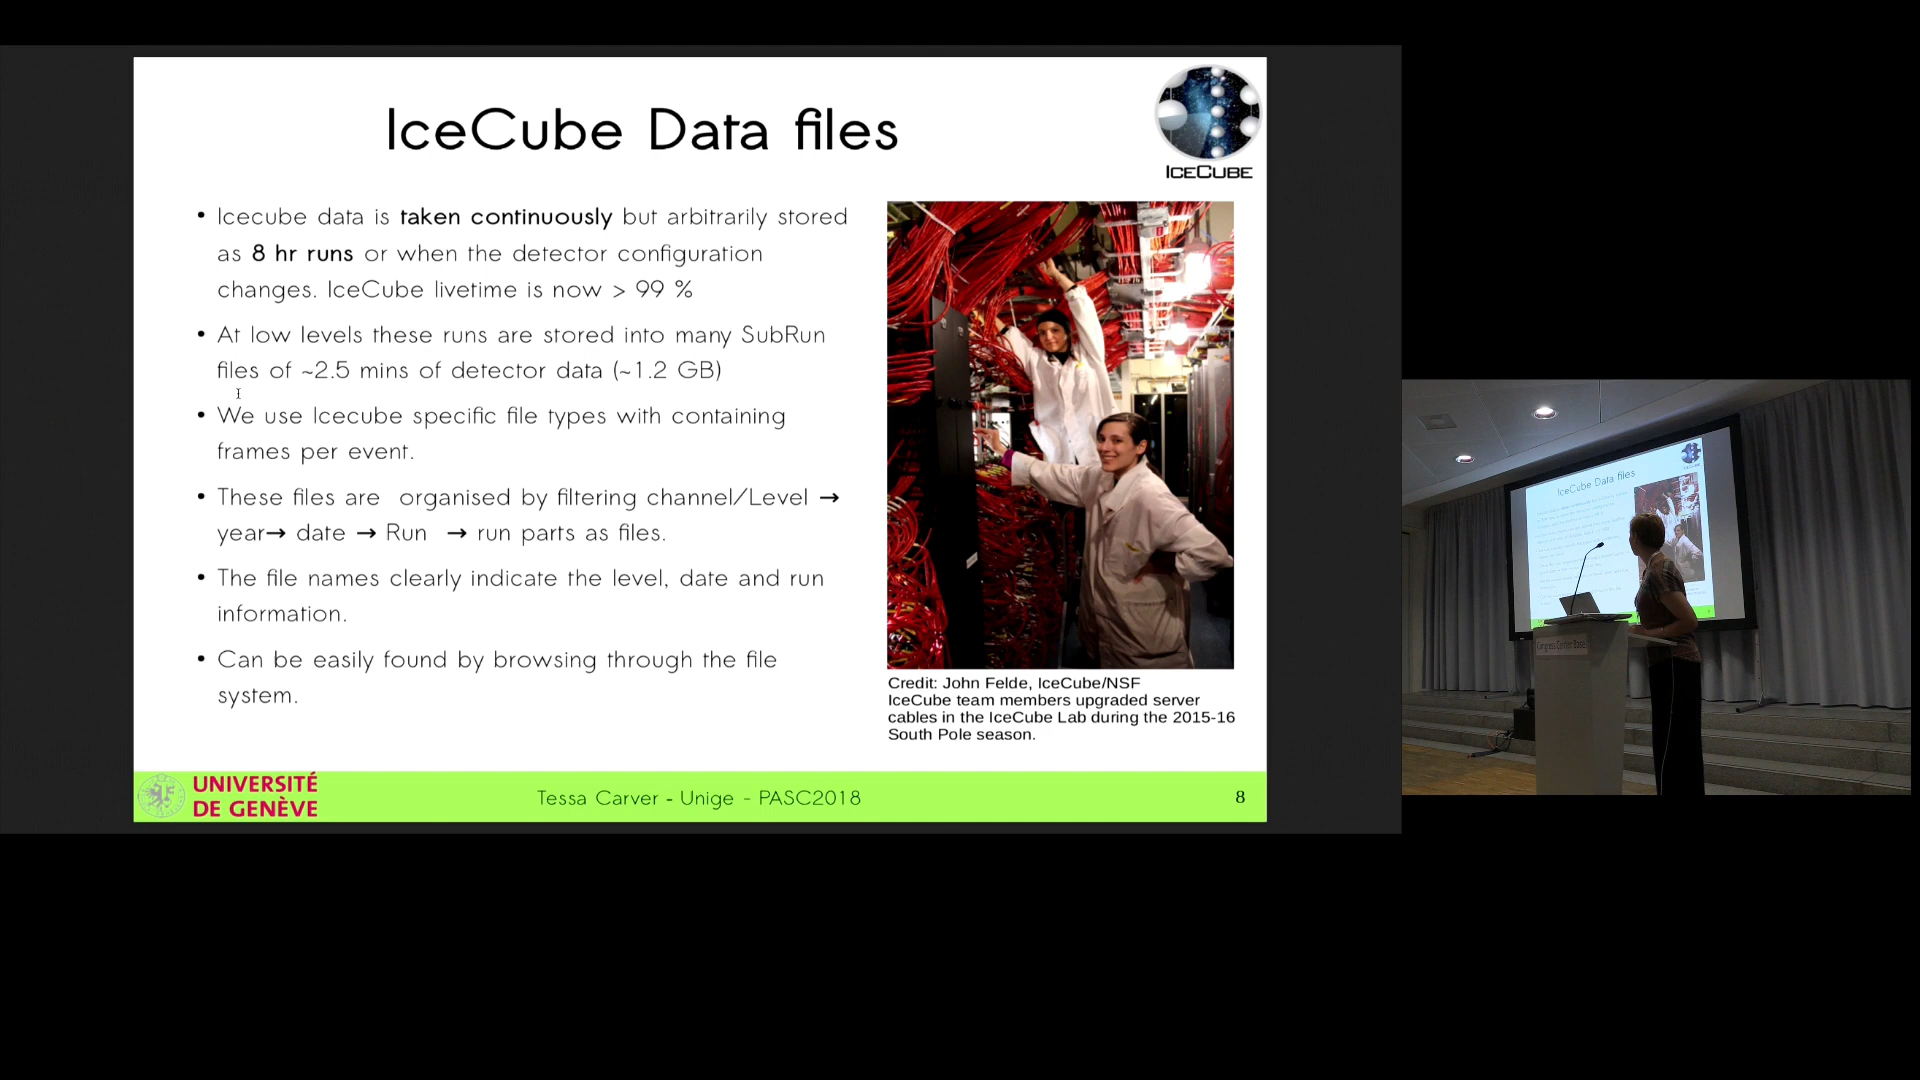 IceCube Data files
ICECUBE
• Icecube data is taken continuously but arbitrarily stored
as 8 hr runs or when the detector configuration
changes. IceCube livetime is now > 99 %
• At low levels these runs are stored into many SubRun
files of ~2.5 mins of detector data (~1.2 GB)
• We use Icecube specific file types with containing
frames per event.
• These files are organised by filtering channel/Level →
year→ date → Run → run parts as files.
• The file names clearly indicate the level, date and run
information.
• Can be easily found by browsing through the file
system.
Credit: John Felde, IceCube/NSF
IceCube team members upgraded server
cables in the IceCube Lab during the 2015-16
South Pole season.
UNIVERSITÉ
DE GENÈVE
Tessa Carver - Unige - PASC2018
8
IceCube Data files
Congress Center Basel